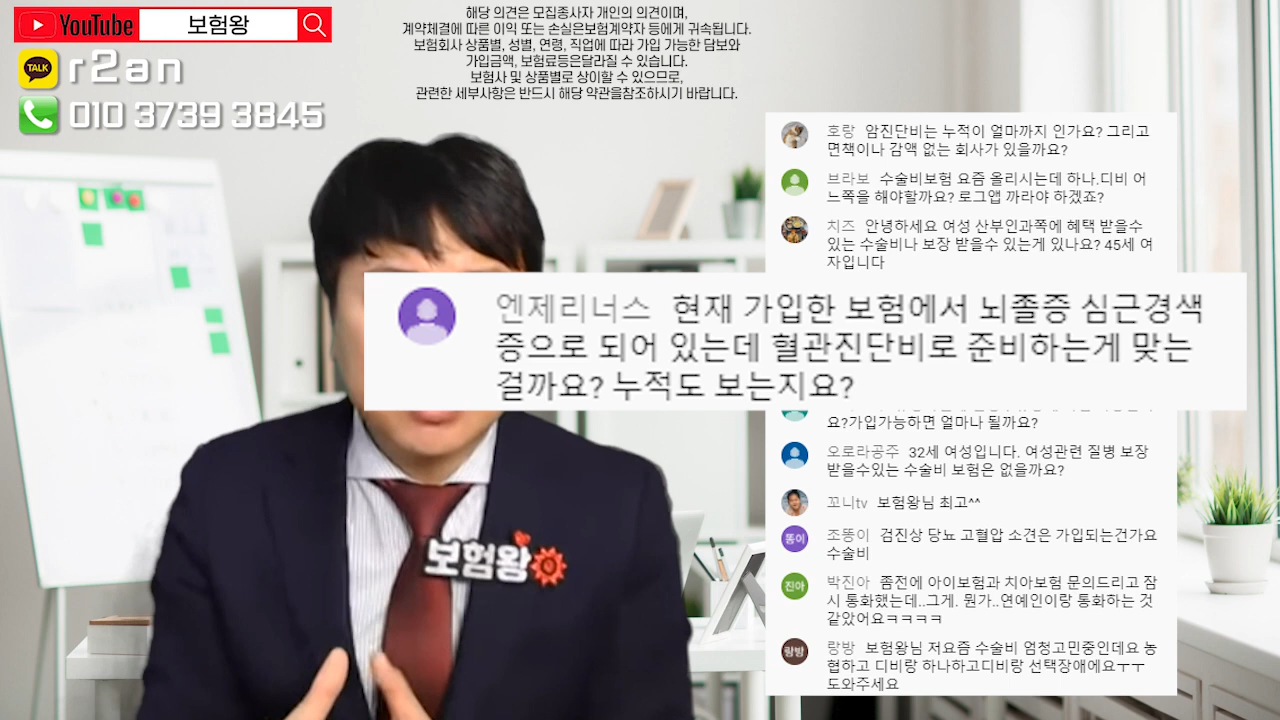 YouTube 보험왕
TALK r2an
010 3739 3845
해당 의견은 모집종사자 개인의 의견이며,
계약체결에 따른 이익 또는 손실은보험계약자 등에게 귀속됩니다.
보험회사 상품별, 성별, 연령, 직업에 따라 가입 가능한 담보와
가입금액, 보험료등은달라질 수 있습니다.
보험사 및 상품별로 상이할 수 있으므로,
관련한 세부사항은 반드시 해당 약관을참조하시기 바랍니다.
호랑 암진단비는 누적이 얼마까지 인가요? 그리고
면책이나 감액 없는 회사가 있을까요?
브라보 수술비보험 요즘 올리시는데 하나.디비 어
느쪽을 해야할까요? 로그앱 까라야 하겠죠?
치즈 안녕하세요 여성 산부인과쪽에 혜택 받을수
있는 수술비나 보장 받을수 있는게 있나요? 45세 여
자입니다
엔제리너스 현재 가입한 보험에서 뇌졸증 심근경색
증으로 되어 있는데 혈관진단비로 준비하는게 맞는
걸까요? 누적도 보는지요?
요?가입가능하면 얼마나 될까요?
오로라공주 32세 여성입니다. 여성관련 질병 보장
받을수있는 수술비 보험은 없을까요?
꼬니tv 보험왕님 최고^^
똥이 조똥이 검진상 당뇨 고혈압 소견은 가입되는건가요
수술비
진아 박진아 좀전에 아이보험과 치아보험 문의드리고 잠
시 통화했는데..그게. 뭔가..연예인이랑 통화하는 것
같았어요ㅋㅋㅋㅋ
랑방 랑방 보험왕님 저요즘 수술비 엄청고민중인데요 농
협하고 디비랑 하나하고디비랑 선택장애에요ㅜㅜ
도와주세요
보험왕